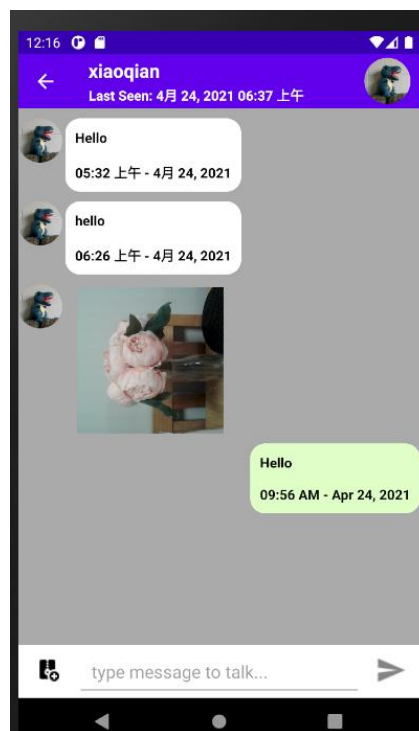 12:16
xiaoqian
Last Seen: 4月 24, 2021 06:37 上午
Hello
05:32 上午 - 4月 24, 2021
hello
06:26 上午 - 4月 24, 2021
Hello
09:56 AM - Apr 24, 2021
type message to talk...